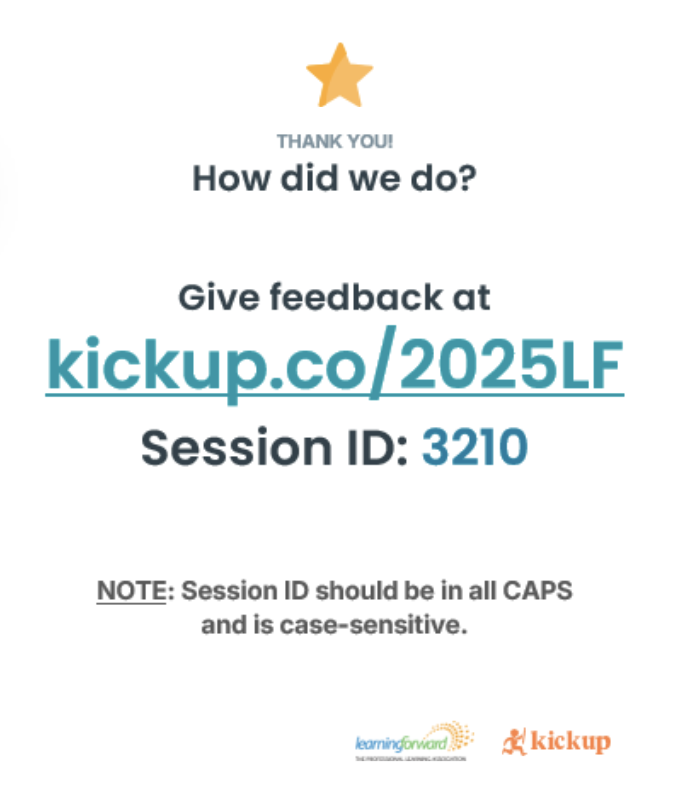 THANK YOU!
How did we do?
Give feedback at
kickup.co/2025LF
Session ID: 3210
NOTE: Session ID should be in all CAPS
and is case-sensitive.
learningforward
THE PROFESSIONAL LEARNING ASSOCIATION
kickup